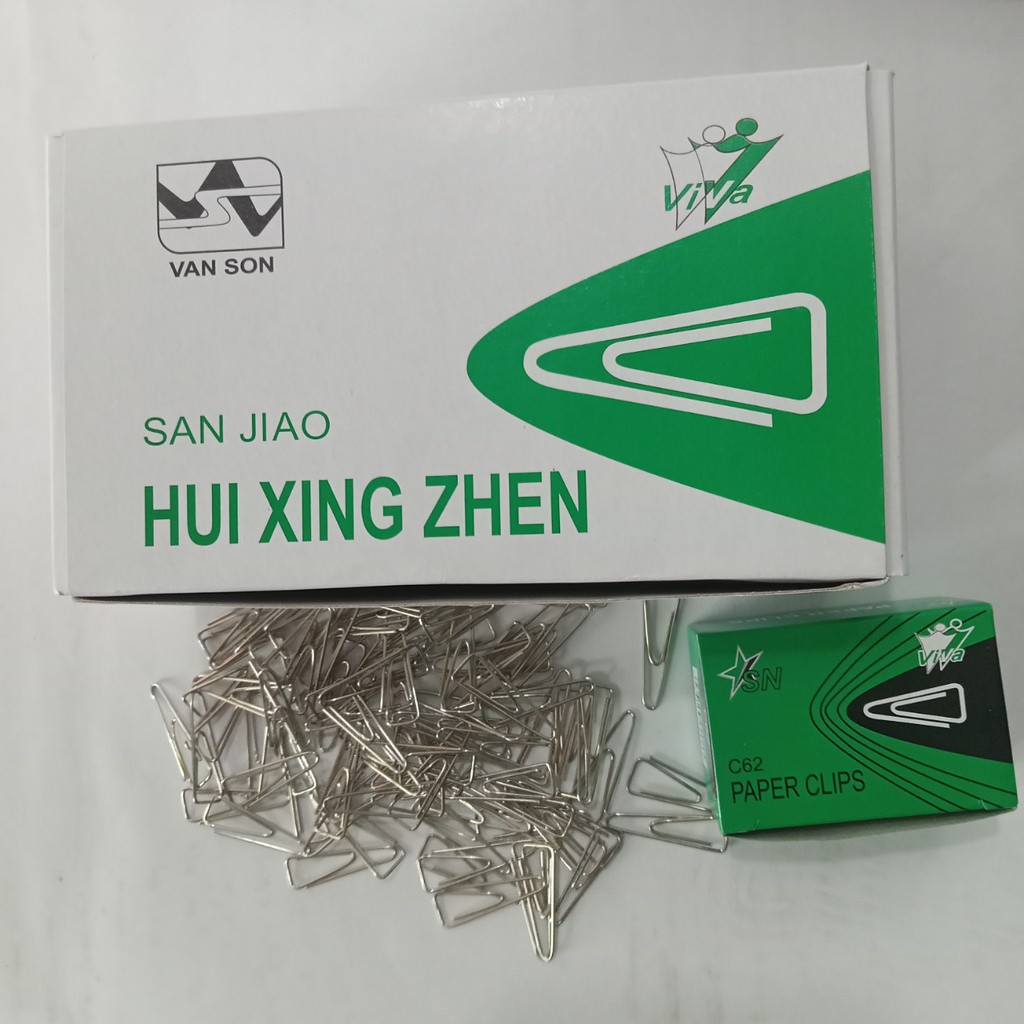 VAN SON
ViVa
SAN JIAO
HUI XING ZHEN
SN
ViVa
C62
PAPER CLIPS